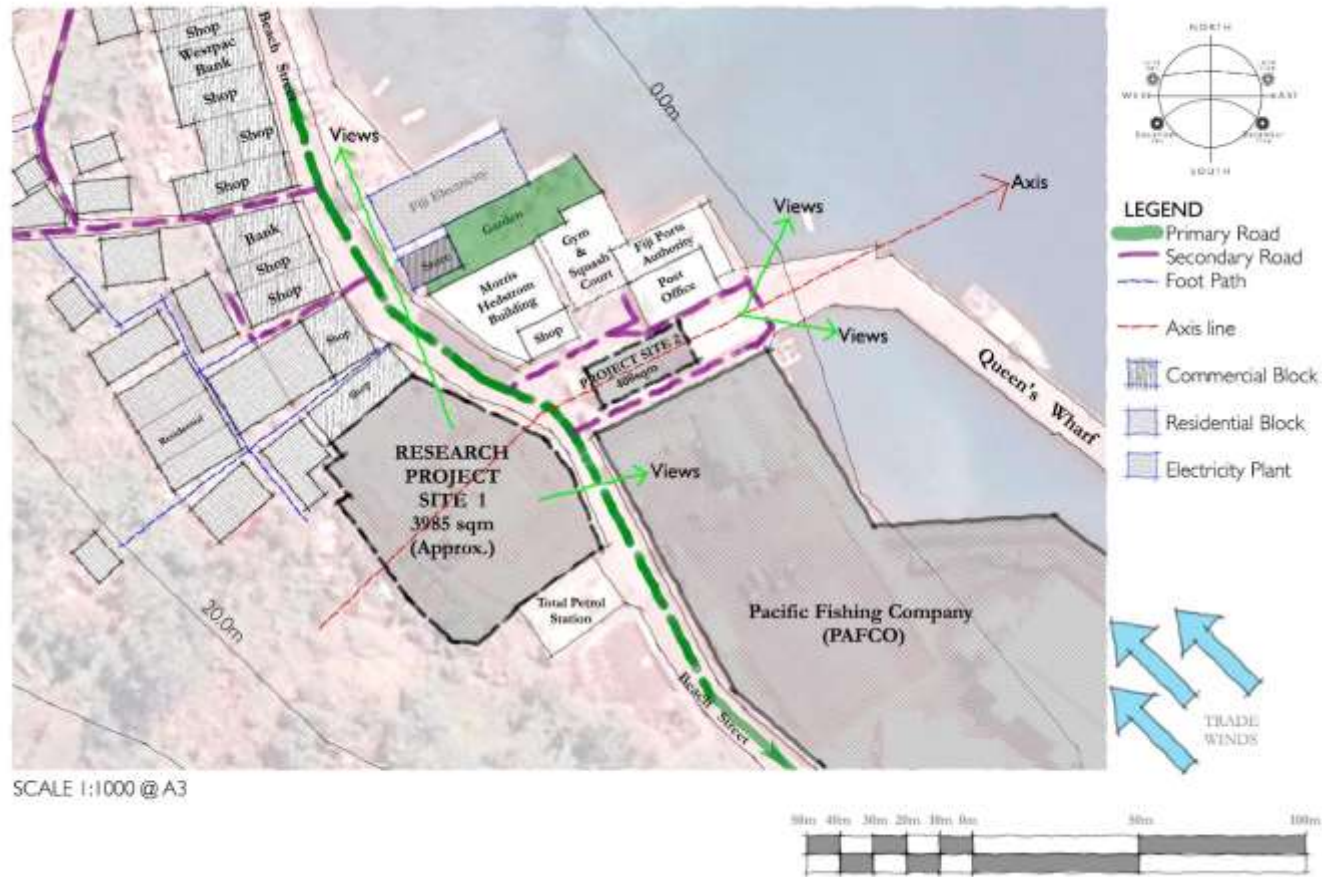 Beach Street
Shop
Westpac
Bank
Shop
Shop
Shop
Bank
Shop
Shop
Shop
Shop
Residential
Views
Fiji Electricity
Garden
Store
Morris
Hedstrom
Building
Shop
Gym
&
Squash
Court
Fiji Ports
Authority
Post
Office
PROJECT SITE 2
400sqm
0.0m
Views
Axis
Views
Queen's Wharf
RESEARCH
PROJECT
SITE 1
3985 sqm
(Approx.)
Views
Total Petrol
Station
20.0m
Beach Street
Pacific Fishing Company
(PAFCO)
NORTH
WEST
EAST
SOUTH
LEGEND
Primary Road
Secondary Road
Foot Path
Axis line
Commercial Block
Residential Block
Electricity Plant
TRADE
WINDS
SCALE 1:1000 @ A3
50m 40m 30m 20m 10m 0m 50m 100m